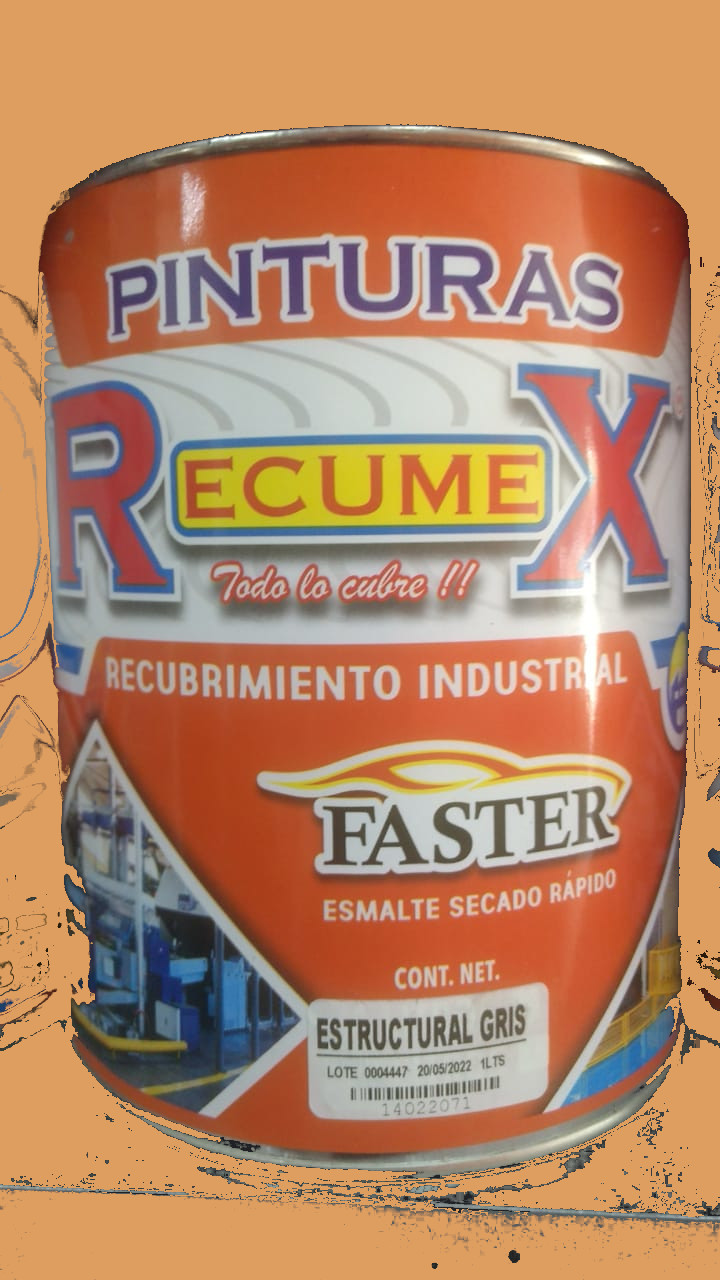 PINTURAS
RECUMEX
Todo lo cubre !!
RECUBRIMIENTO INDUSTRIAL
FASTER
ESMALTE SECADO RÁPIDO
CONT. NET.
ESTRUCTURAL GRIS
LOTE 0004447 20/05/2022 1LTS
14022071